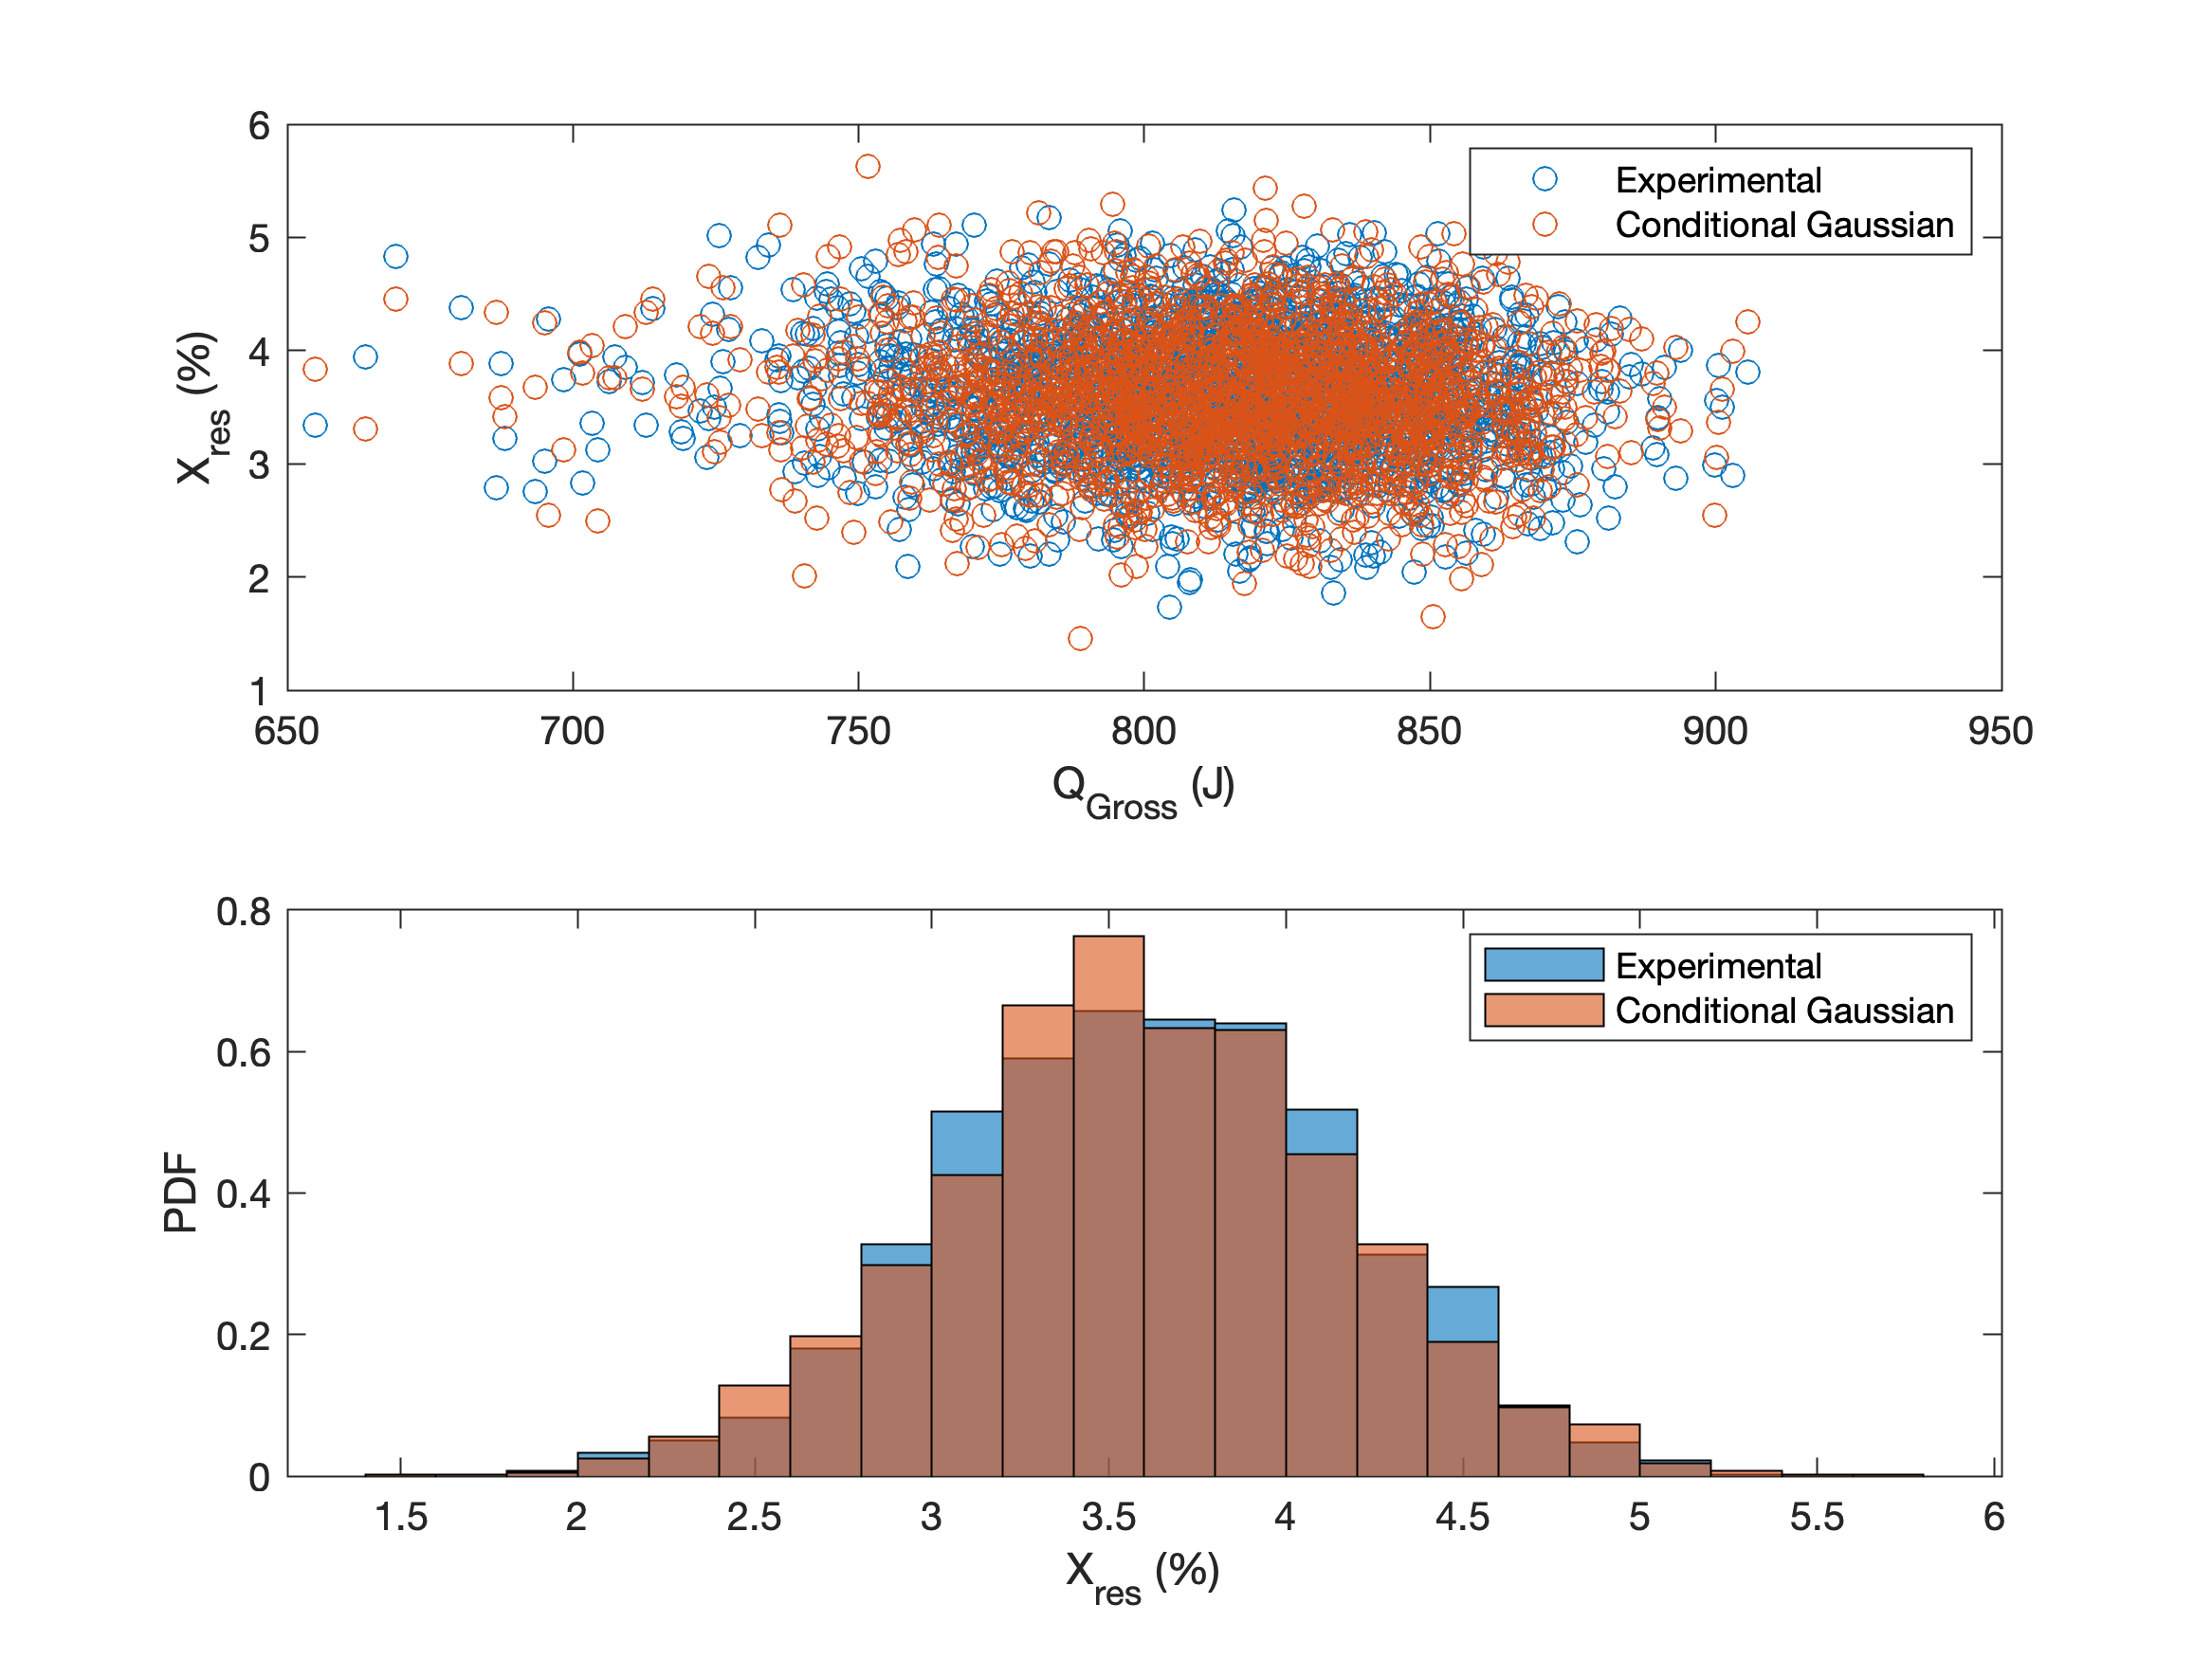 6
5
4
3
2
1
X_res (%)
Experimental
Conditional Gaussian
650 700 750 800 850 900 950
Q_Gross (J)
0.8
0.6
0.4
0.2
0
PDF
Experimental
Conditional Gaussian
1.5 2 2.5 3 3.5 4 4.5 5 5.5 6
X_res (%)